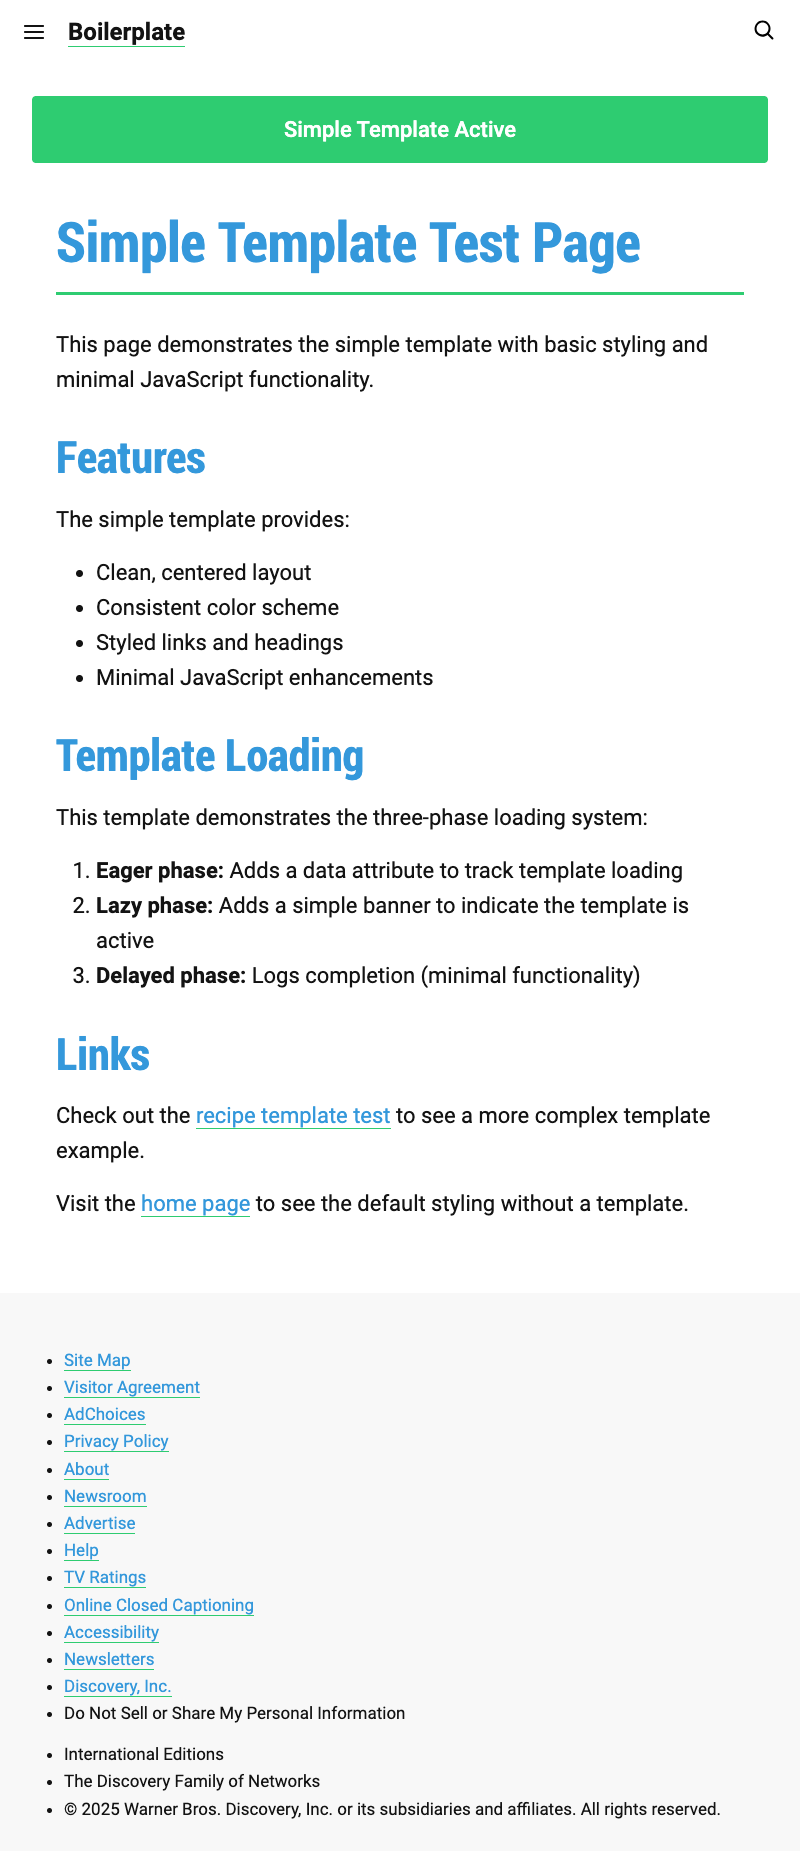 Boilerplate
Simple Template Active
Simple Template Test Page
This page demonstrates the simple template with basic styling and
minimal JavaScript functionality.
Features
The simple template provides:
• Clean, centered layout
• Consistent color scheme
• Styled links and headings
• Minimal JavaScript enhancements
Template Loading
This template demonstrates the three-phase loading system:
1. Eager phase: Adds a data attribute to track template loading
2. Lazy phase: Adds a simple banner to indicate the template is
active
3. Delayed phase: Logs completion (minimal functionality)
Links
Check out the recipe template test to see a more complex template
example.
Visit the home page to see the default styling without a template.
• Site Map
• Visitor Agreement
• AdChoices
• Privacy Policy
• About
• Newsroom
• Advertise
• Help
• TV Ratings
• Online Closed Captioning
• Accessibility
• Newsletters
• Discovery, Inc.
• Do Not Sell or Share My Personal Information
• International Editions
• The Discovery Family of Networks
• © 2025 Warner Bros. Discovery, Inc. or its subsidiaries and affiliates. All rights reserved.